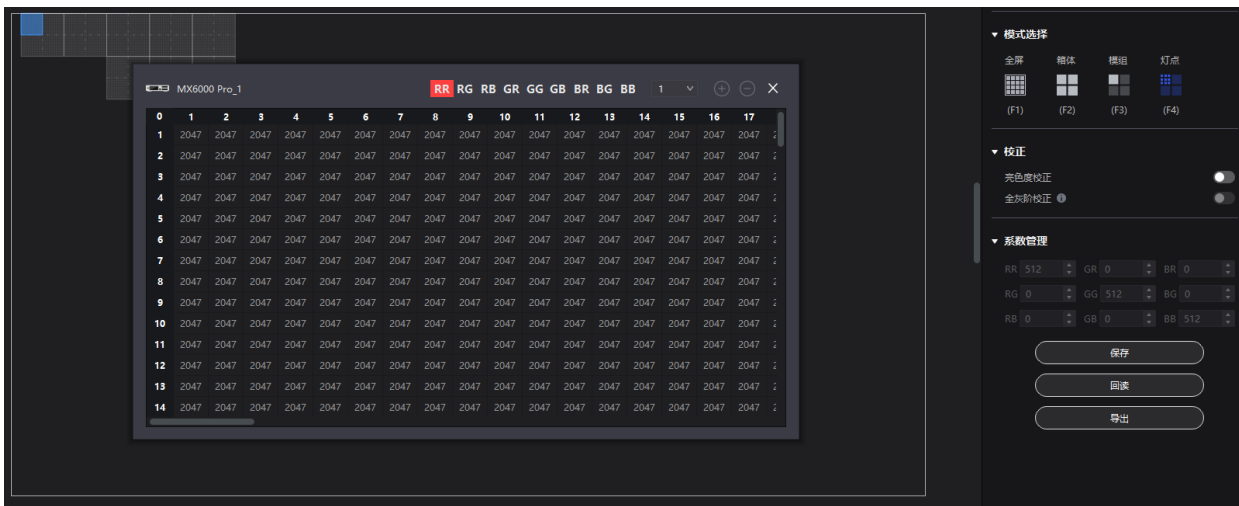 模式选择
全屏 箱体 模组 灯点
(F1) (F2) (F3) (F4)
校正
亮色度校正
全灰阶校正
系数管理
RR 512 GR 0 BR 0
RG 0 GG 512 BG 0
RB 0 GB 0 BB 512
保存
回读
导出
MX6000 Pro_1 RR RG RB GR GG GB BR BG BB 1
0 1 2 3 4 5 6 7 8 9 10 11 12 13 14 15 16 17
1 2047 2047 2047 2047 2047 2047 2047 2047 2047 2047 2047 2047 2047 2047 2047 2047 2047 2
2 2047 2047 2047 2047 2047 2047 2047 2047 2047 2047 2047 2047 2047 2047 2047 2047 2047 2
3 2047 2047 2047 2047 2047 2047 2047 2047 2047 2047 2047 2047 2047 2047 2047 2047 2047 2
4 2047 2047 2047 2047 2047 2047 2047 2047 2047 2047 2047 2047 2047 2047 2047 2047 2047 2
5 2047 2047 2047 2047 2047 2047 2047 2047 2047 2047 2047 2047 2047 2047 2047 2047 2047 2
6 2047 2047 2047 2047 2047 2047 2047 2047 2047 2047 2047 2047 2047 2047 2047 2047 2047 2
7 2047 2047 2047 2047 2047 2047 2047 2047 2047 2047 2047 2047 2047 2047 2047 2047 2047 2
8 2047 2047 2047 2047 2047 2047 2047 2047 2047 2047 2047 2047 2047 2047 2047 2047 2047 2
9 2047 2047 2047 2047 2047 2047 2047 2047 2047 2047 2047 2047 2047 2047 2047 2047 2047 2
10 2047 2047 2047 2047 2047 2047 2047 2047 2047 2047 2047 2047 2047 2047 2047 2047 2047 2
11 2047 2047 2047 2047 2047 2047 2047 2047 2047 2047 2047 2047 2047 2047 2047 2047 2047 2
12 2047 2047 2047 2047 2047 2047 2047 2047 2047 2047 2047 2047 2047 2047 2047 2047 2047 2
13 2047 2047 2047 2047 2047 2047 2047 2047 2047 2047 2047 2047 2047 2047 2047 2047 2047 2
14 2047 2047 2047 2047 2047 2047 2047 2047 2047 2047 2047 2047 2047 2047 2047 2047 2047 2